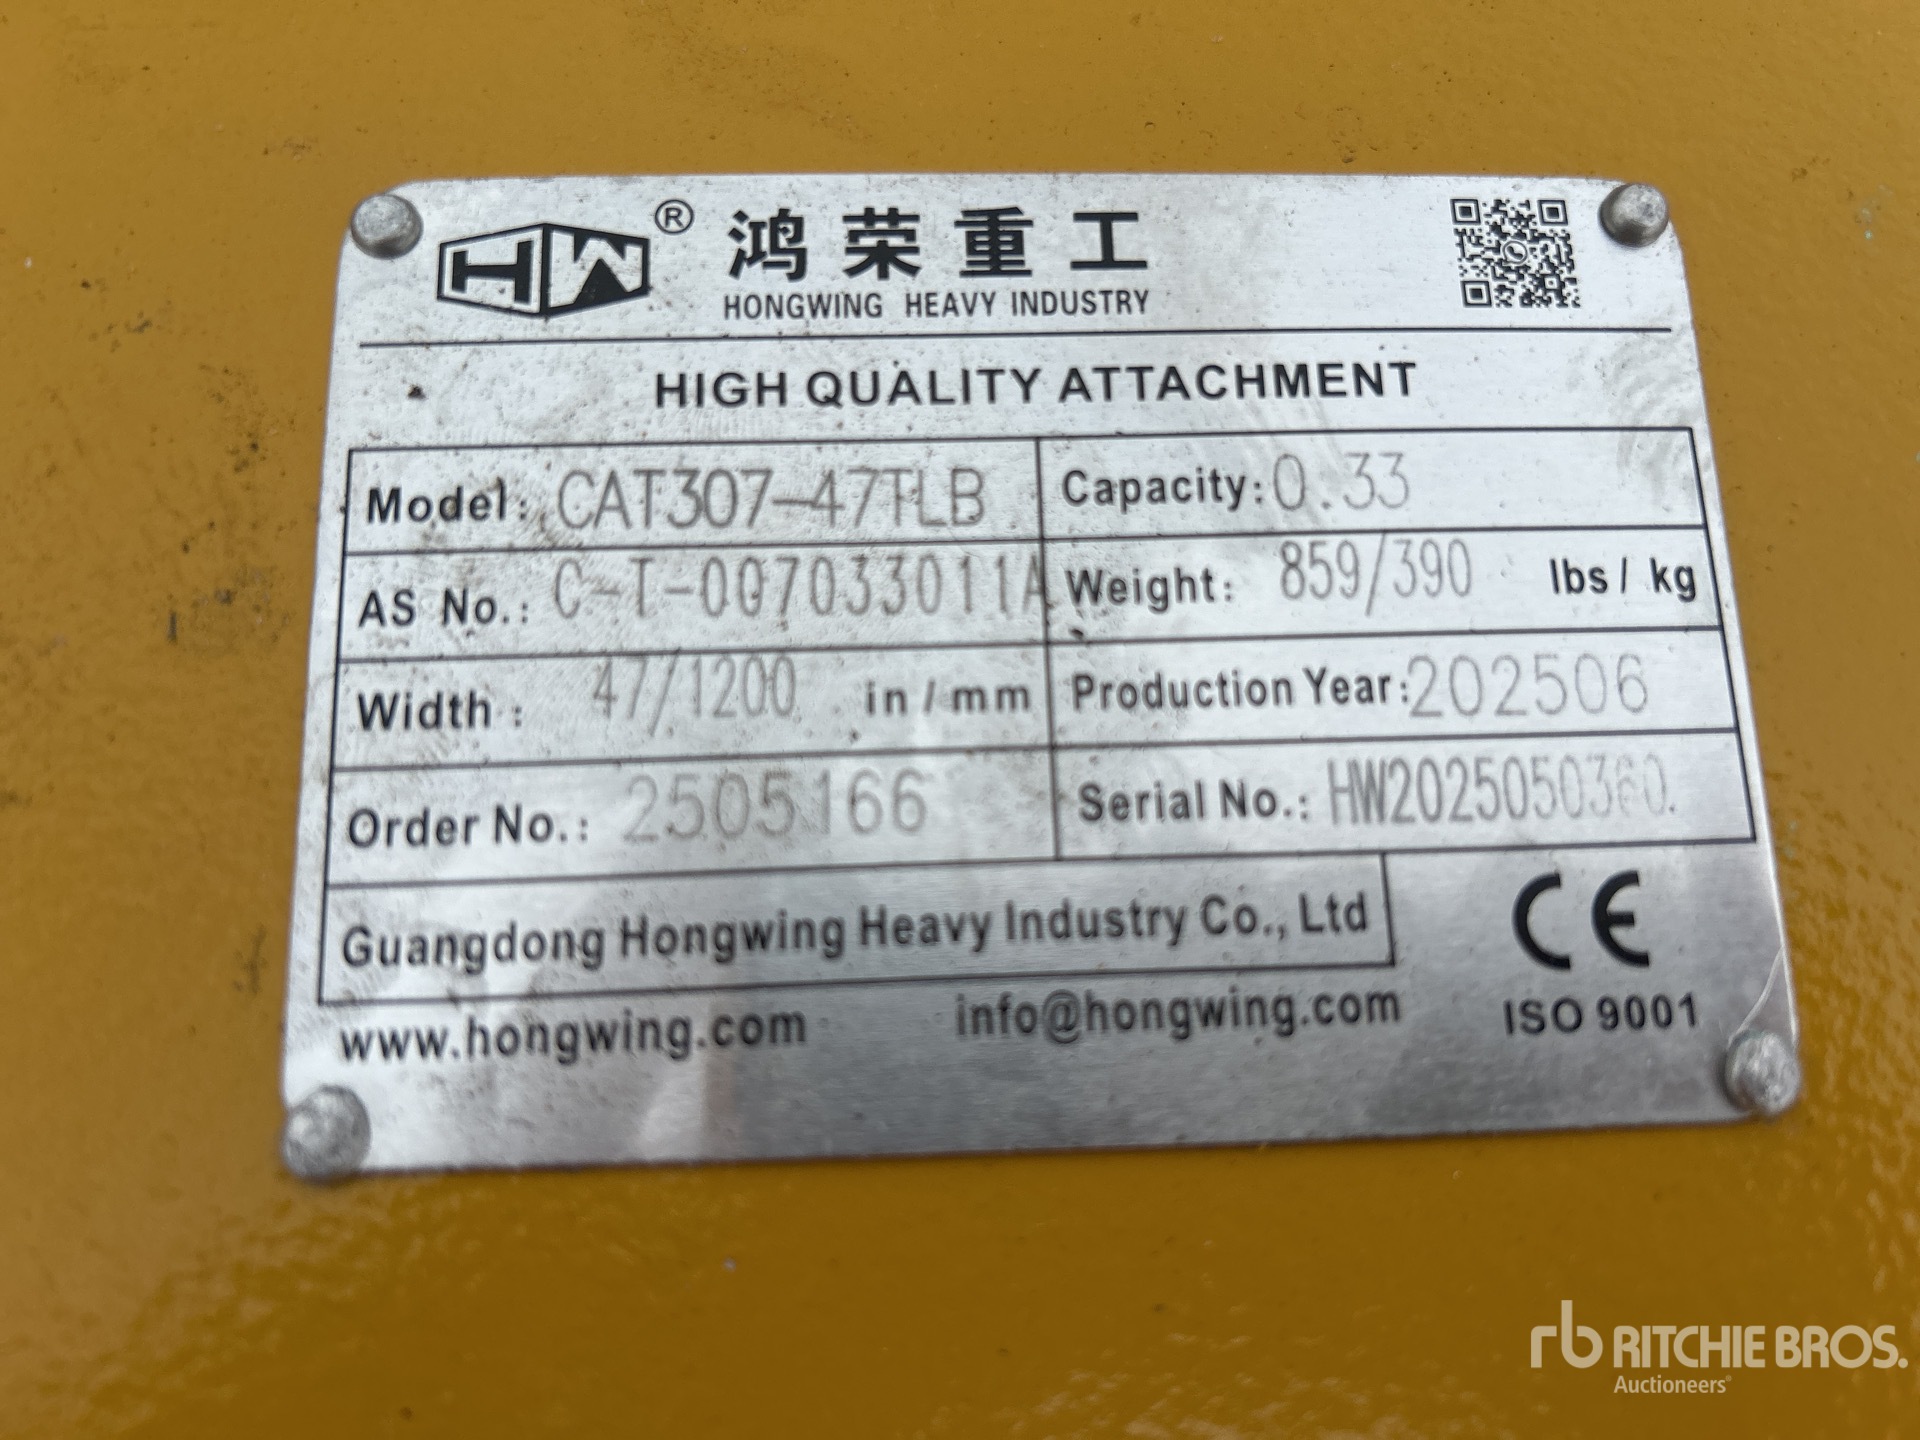 HW ® 鸿荣重工
HONGWING HEAVY INDUSTRY
HIGH QUALITY ATTACHMENT
Model: CAT307-47TLB
Capacity: 0.33
AS No.: C-T-007033011A
Weight: 859/390 lbs/ kg
Width: 47/1200 in/mm
Production Year: 202506
Order No.: 2505166
Serial No.: HW2025050360
Guangdong Hongwing Heavy Industry Co., Ltd
CE
www.hongwing.com
info@hongwing.com
ISO 9001
rb RITCHIE BROS.
Auctioneers